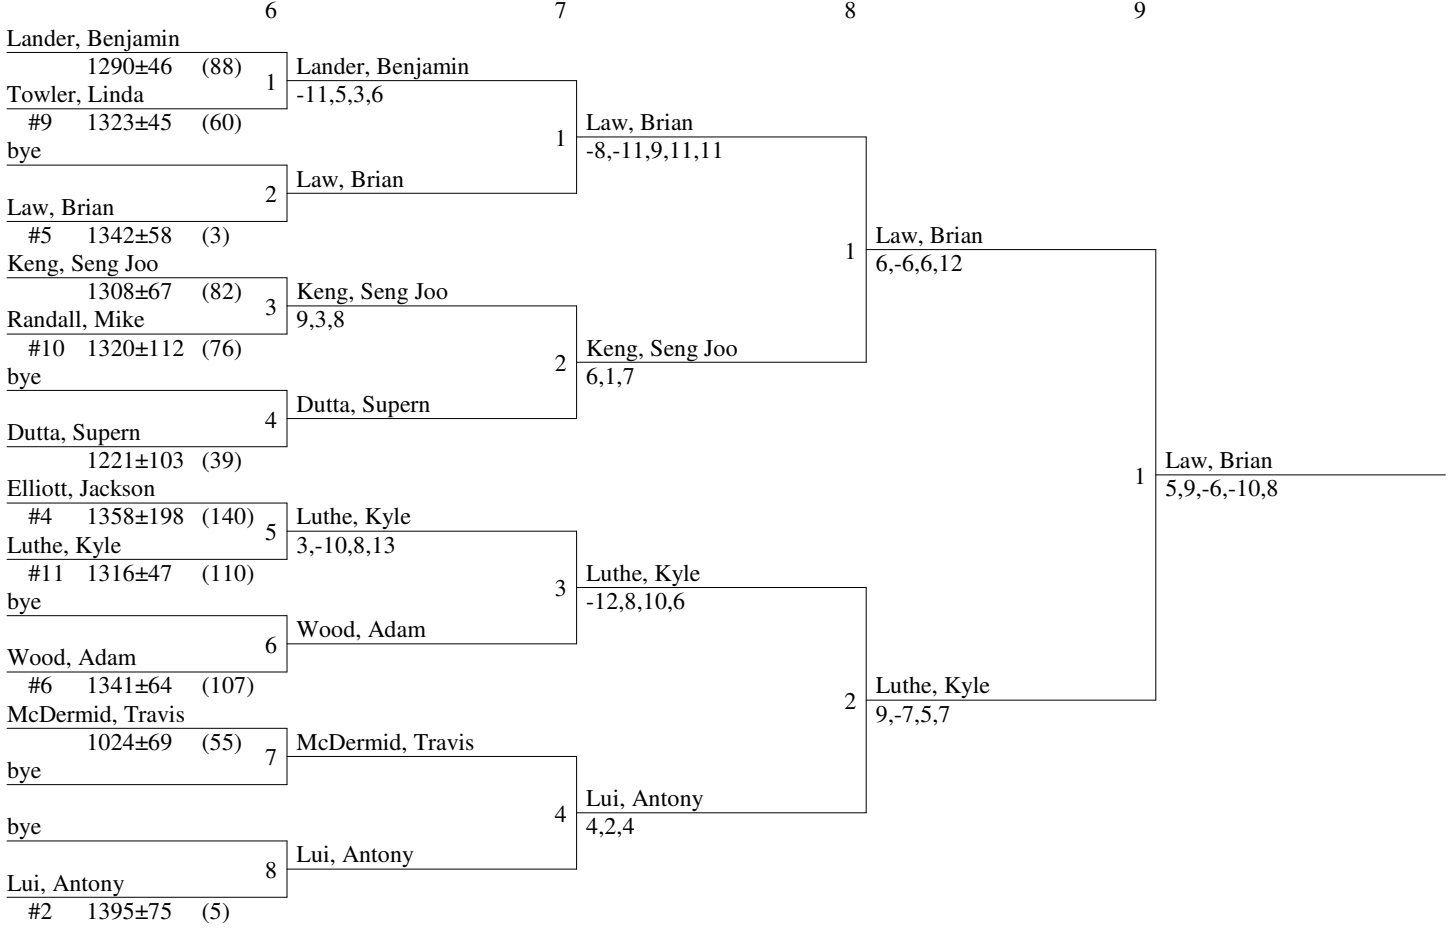 6 7 8 9
Lander, Benjamin
1290±46 (88)
1
Lander, Benjamin
-11,5,3,6
Towler, Linda
#9 1323±45 (60)
1
Law, Brian
-8,-11,9,11,11
bye
2
Law, Brian
Law, Brian
#5 1342±58 (3)
1
Law, Brian
6,-6,6,12
Keng, Seng Joo
1308±67 (82)
3
Keng, Seng Joo
9,3,8
Randall, Mike
#10 1320±112 (76)
2
Keng, Seng Joo
6,1,7
bye
4
Dutta, Supern
Dutta, Supern
1221±103 (39)
1
Law, Brian
5,9,-6,-10,8
Elliott, Jackson
#4 1358±198 (140)
5
Luthe, Kyle
3,-10,8,13
Luthe, Kyle
#11 1316±47 (110)
3
Luthe, Kyle
-12,8,10,6
bye
6
Wood, Adam
Wood, Adam
#6 1341±64 (107)
2
Luthe, Kyle
9,-7,5,7
McDermid, Travis
1024±69 (55)
7
McDermid, Travis
bye
4
Lui, Antony
4,2,4
bye
8
Lui, Antony
Lui, Antony
#2 1395±75 (5)